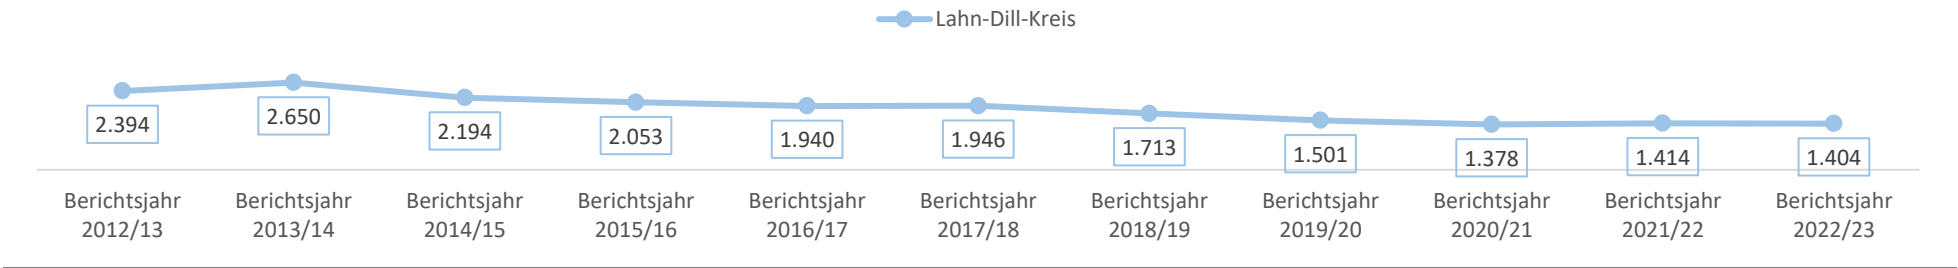 Lahn-Dill-Kreis
2.394
2.650
2.194
2.053
1.940
1.946
1.713
1.501
1.378
1.414
1.404
Berichtsjahr
2012/13
Berichtsjahr
2013/14
Berichtsjahr
2014/15
Berichtsjahr
2015/16
Berichtsjahr
2016/17
Berichtsjahr
2017/18
Berichtsjahr
2018/19
Berichtsjahr
2019/20
Berichtsjahr
2020/21
Berichtsjahr
2021/22
Berichtsjahr
2022/23